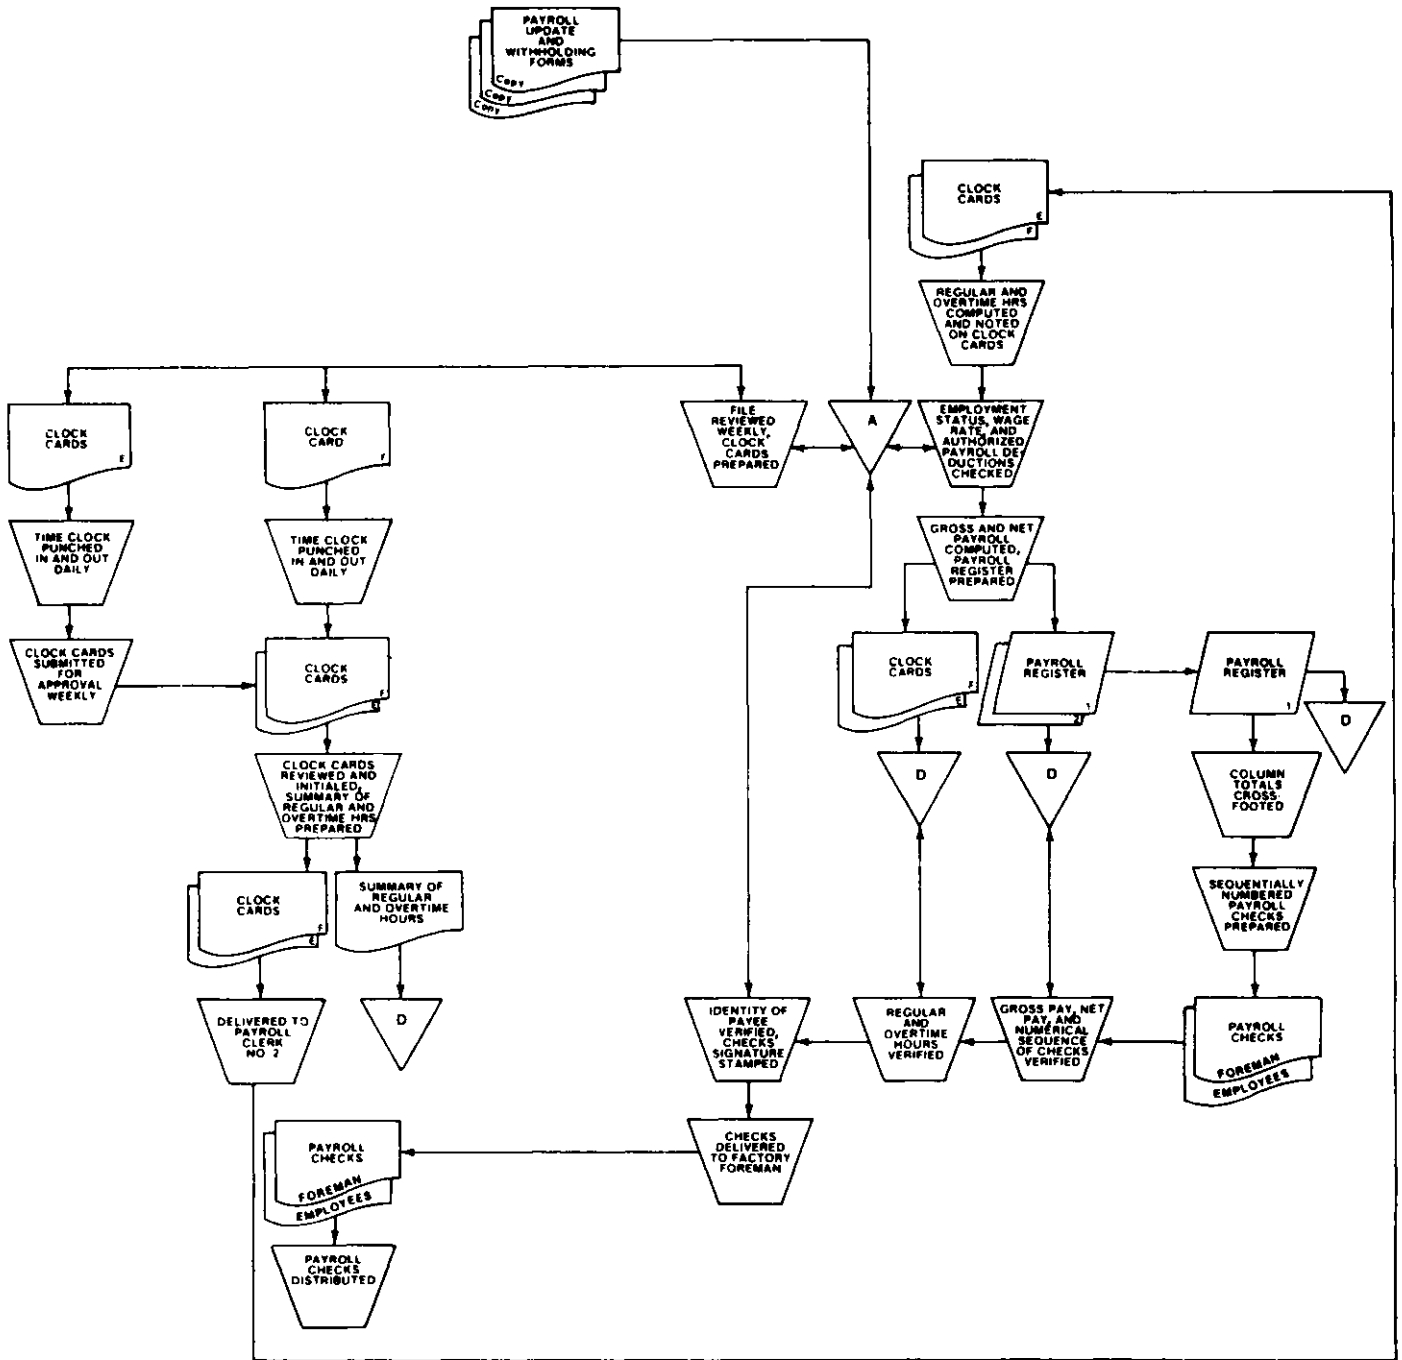 PAYROLL
UPDATE
AND
WITHHOLDING
FORMS
Copy
Copy
Copy
CLOCK
CARDS
E
F
REGULAR AND
OVERTIME HRS
COMPUTED
AND NOTED
ON CLOCK
CARDS
CLOCK
CARDS
E
CLOCK
CARD
F
FILE
REVIEWED
WEEKLY,
CLOCK
CARDS
PREPARED
A
EMPLOYMENT
STATUS, WAGE
RATE, AND
AUTHORIZED
PAYROLL DE-
DUCTIONS
CHECKED
TIME CLOCK
PUNCHED
IN AND OUT
DAILY
TIME CLOCK
PUNCHED
IN AND OUT
DAILY
GROSS AND NET
PAYROLL
COMPUTED,
PAYROLL
REGISTER
PREPARED
CLOCK CARDS
SUBMITTED
FOR
APPROVAL
WEEKLY
CLOCK
CARDS
F
E
CLOCK
CARDS
F
E
PAYROLL
REGISTER
1
2
PAYROLL
REGISTER
1
D
CLOCK CARDS
REVIEWED AND
INITIALED,
SUMMARY OF
REGULAR AND
OVERTIME HRS
PREPARED
D
D
COLUMN
TOTALS
CROSS-
FOOTED
CLOCK
CARDS
F
E
SUMMARY OF
REGULAR
AND OVERTIME
HOURS
SEQUENTIALLY
NUMBERED
PAYROLL
CHECKS
PREPARED
DELIVERED TO
PAYROLL
CLERK
NO 2
D
IDENTITY OF
PAYEE
VERIFIED,
CHECKS
SIGNATURE
STAMPED
REGULAR
AND
OVERTIME
HOURS
VERIFIED
GROSS PAY, NET
PAY, AND
NUMERICAL
SEQUENCE
OF CHECKS
VERIFIED
PAYROLL
CHECKS
FOREMAN
EMPLOYEES
PAYROLL
CHECKS
FOREMAN
EMPLOYEES
CHECKS
DELIVERED
TO FACTORY
FOREMAN
PAYROLL
CHECKS
DISTRIBUTED